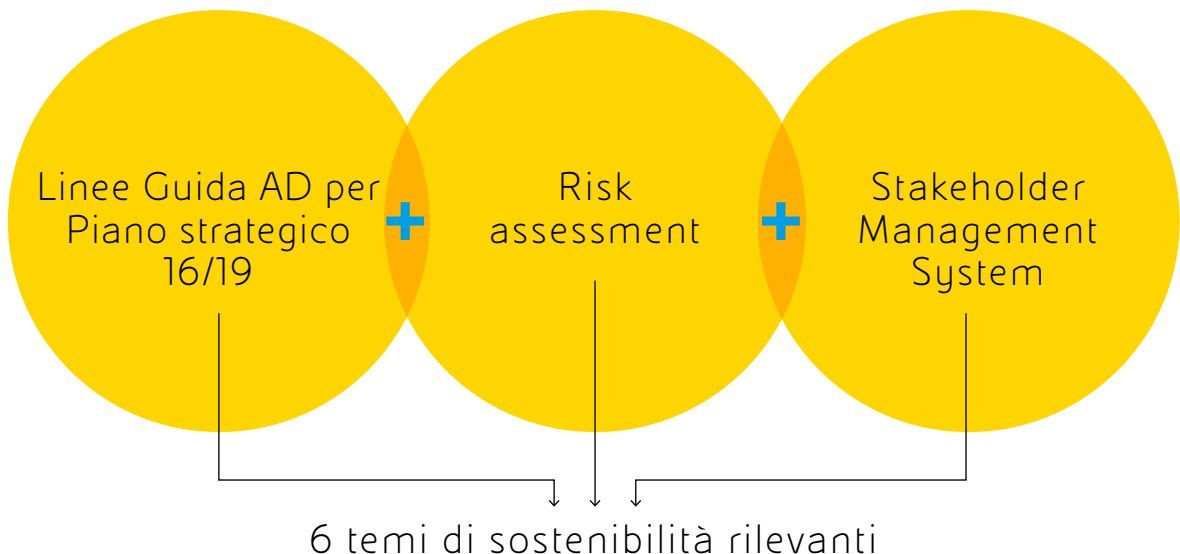 Linee Guida AD per
Piano strategico
16/19
+
Risk
assessment
+
Stakeholder
Management
System
6 temi di sostenibilità rilevanti